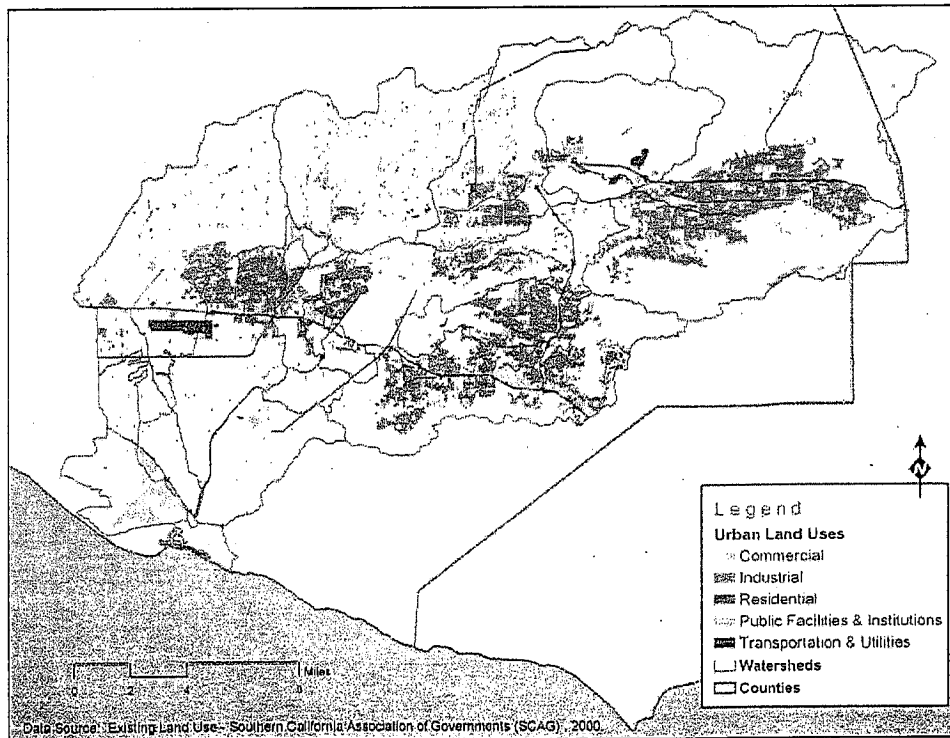 N
Legend
Urban Land Uses
Commercial
Industrial
Residential
Public Facilities & Institutions
Transportation & Utilities
Watersheds
Counties
Miles
0 2 4 8
Data Source: "Existing Land Use - Southern California Association of Governments (SCAG)", 2000.